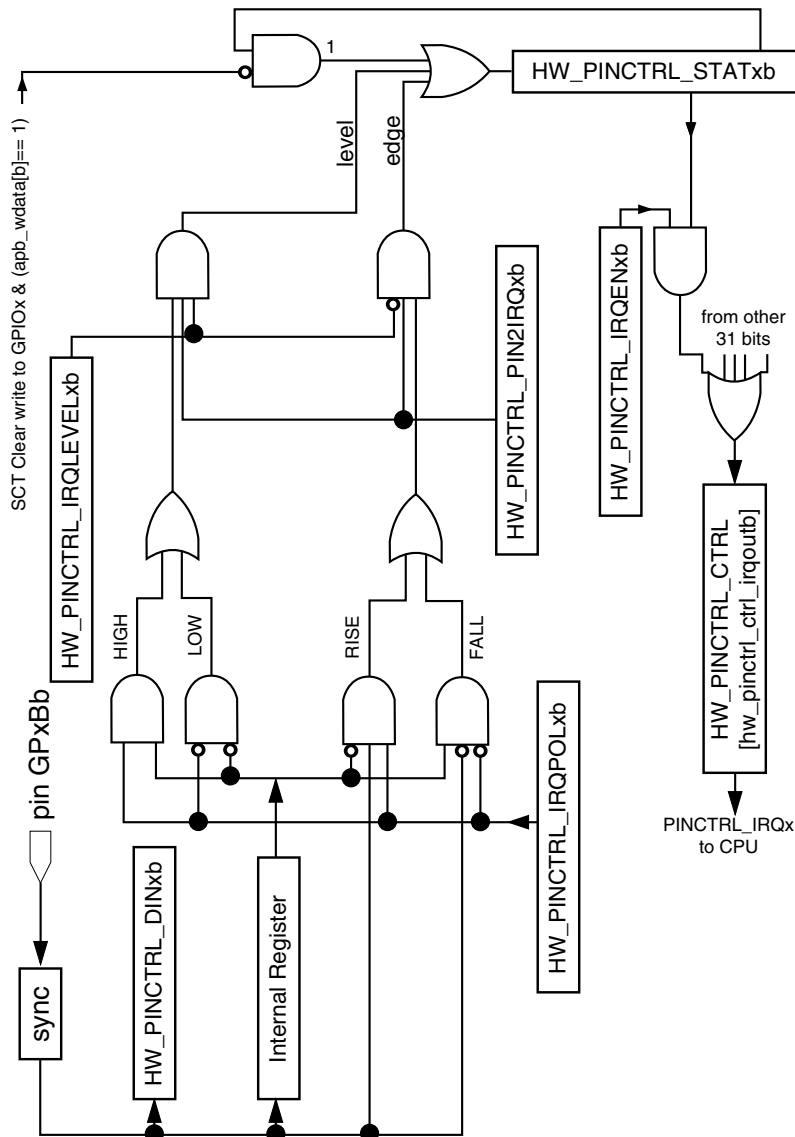 SCT Clear write to GPIOx & (apb_wdata[b]== 1)
1
HW_PINCTRL_STATxb
level
edge
HW_PINCTRL_IRQLEVELxb
HW_PINCTRL_PIN2IRQxb
HW_PINCTRL_IRQENxb
from other
31 bits
HIGH
LOW
RISE
FALL
pin GPxBb
sync
HW_PINCTRL_DINxb
Internal Register
HW_PINCTRL_IRQPOLxb
HW_PINCTRL_CTRL
[hw_pinctrl_ctrl_irqoutb]
PINCTRL_IRQx
to CPU